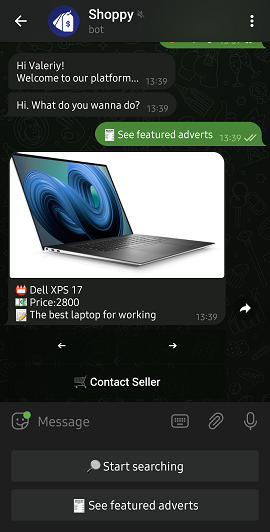 Shoppy
bot
Hi Valeriy!
Welcome to our platform... 13:39
Hi. What do you wanna do? 13:39
See featured adverts 13:39
Dell XPS 17
Price:2800
The best laptop for working 13:39
Contact Seller
Message
Start searching
See featured adverts